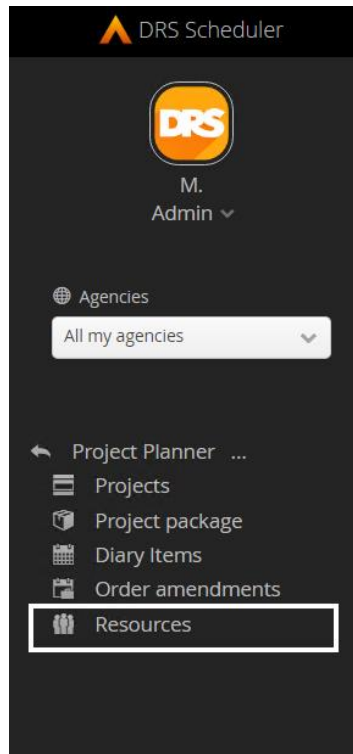 DRS Scheduler
DRS
M.
Admin
Agencies
All my agencies
Project Planner ...
Projects
Project package
Diary Items
Order amendments
Resources